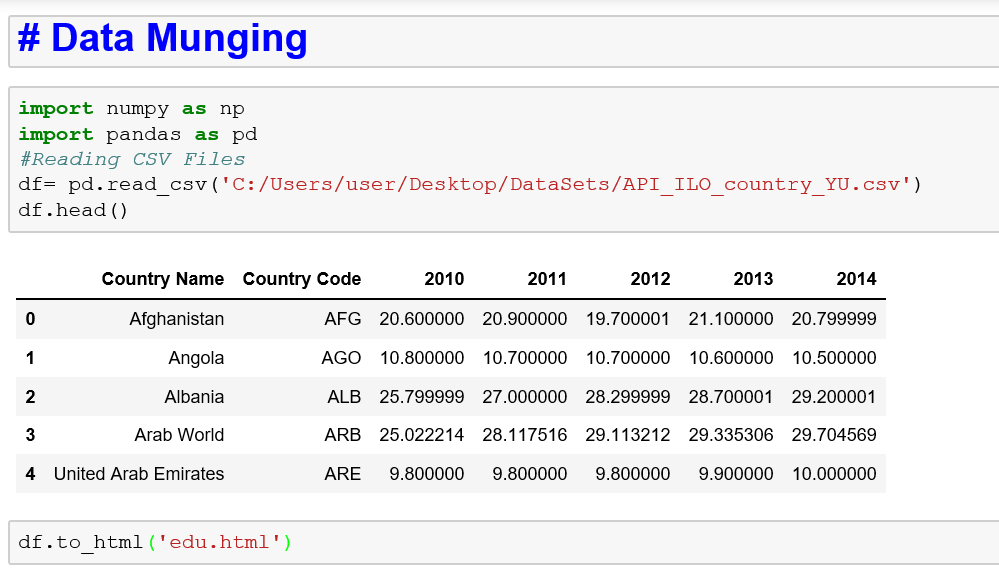 # Data Munging
import numpy as np
import pandas as pd
#Reading CSV Files
df= pd.read_csv('C:/Users/user/Desktop/DataSets/API_ILO_country_YU.csv')
df.head()
Country Name Country Code 2010 2011 2012 2013 2014
0 Afghanistan AFG 20.600000 20.900000 19.700001 21.100000 20.799999
1 Angola AGO 10.800000 10.700000 10.700000 10.600000 10.500000
2 Albania ALB 25.799999 27.000000 28.299999 28.700001 29.200001
3 Arab World ARB 25.022214 28.117516 29.113212 29.335306 29.704569
4 United Arab Emirates ARE 9.800000 9.800000 9.800000 9.900000 10.000000
df.to_html('edu.html')